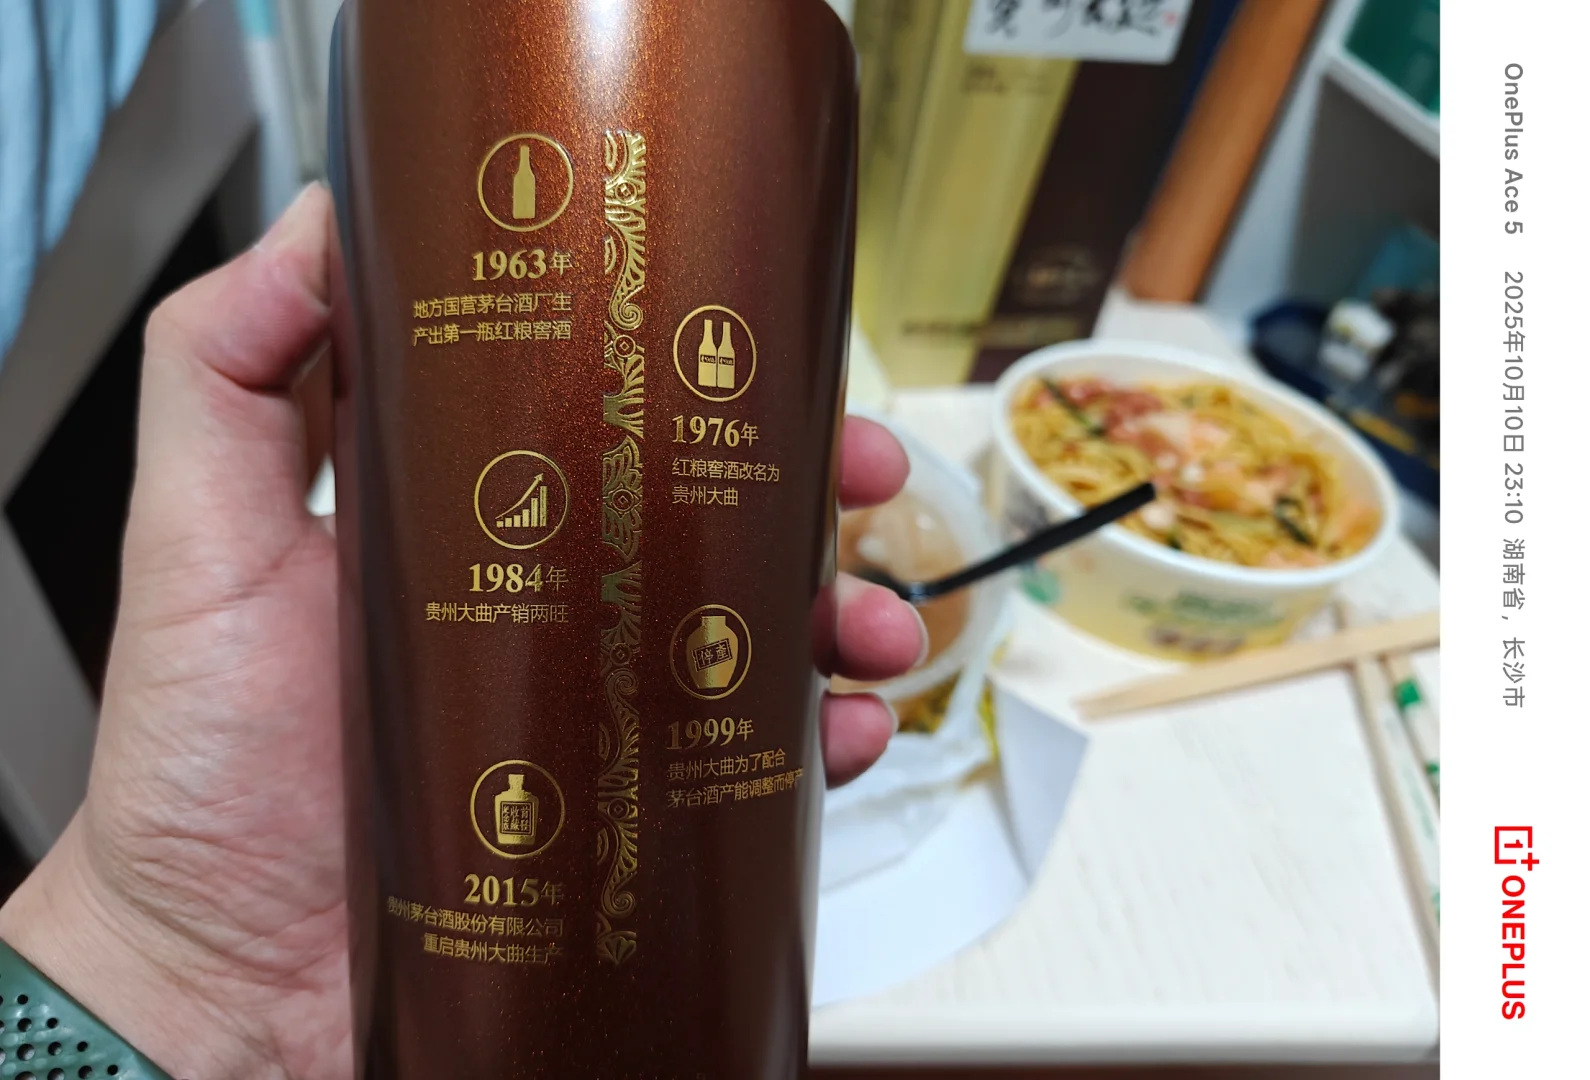 1963年
地方国营茅台酒厂生
产出第一瓶红粮窖酒
1976年
红粮窖酒改名为
贵州大曲
1984年
贵州大曲产销两旺
停產
1999年
贵州大曲为了配合
茅台酒产能调整而停产
2015年
贵州茅台酒股份有限公司
重启贵州大曲生产
OnePlus Ace 5 2025年10月10日 23:10 湖南省，长沙市
ONEPLUS